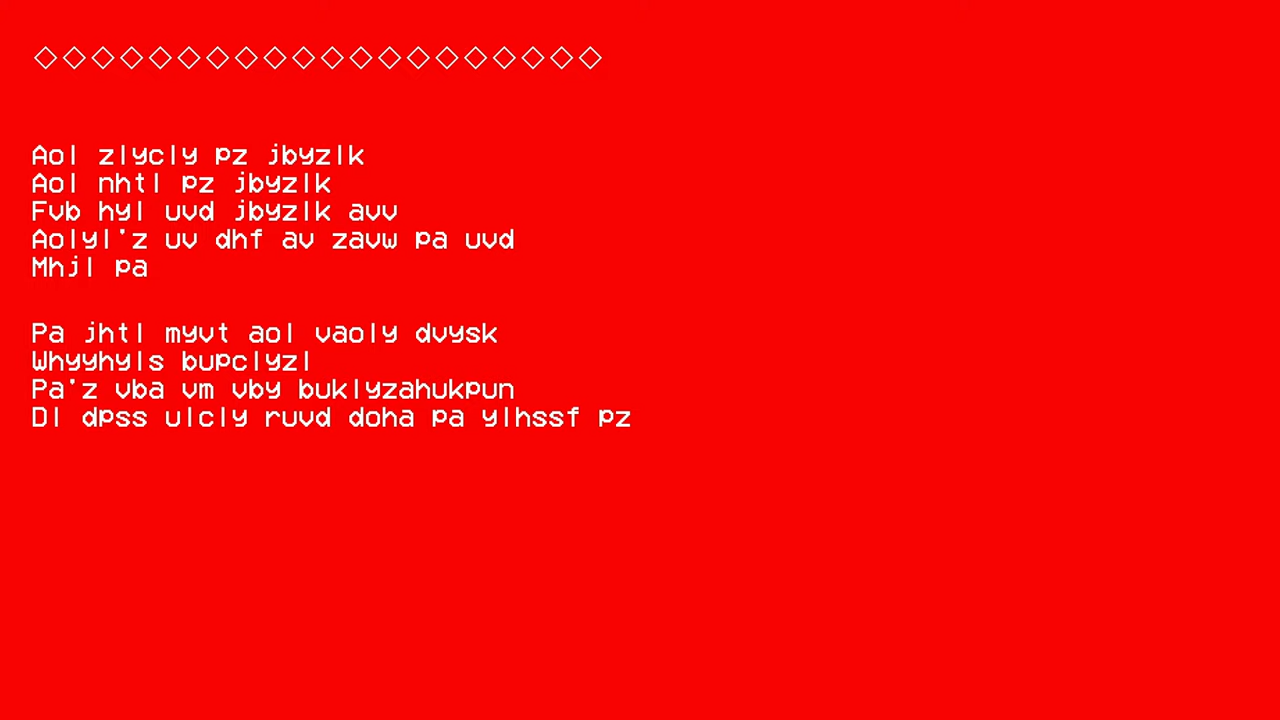 ◇◇◇◇◇◇◇◇◇◇◇◇◇◇◇◇◇◇◇◇
Aol zlycly pz jbyzlk
Aol nhtl pz jbyzlk
Fvb hyl uvd jbyzlk avv
Aolyl'z uv dhf av zavw pa uvd
Mhjl pa
Pa jhtl myvt aol vaoly dvysk
Whyyhyls bupclyzl
Pa'z vba vm vby buklyzahukpun
Dl dpss ulcly ruvd doha pa ylhssf pz